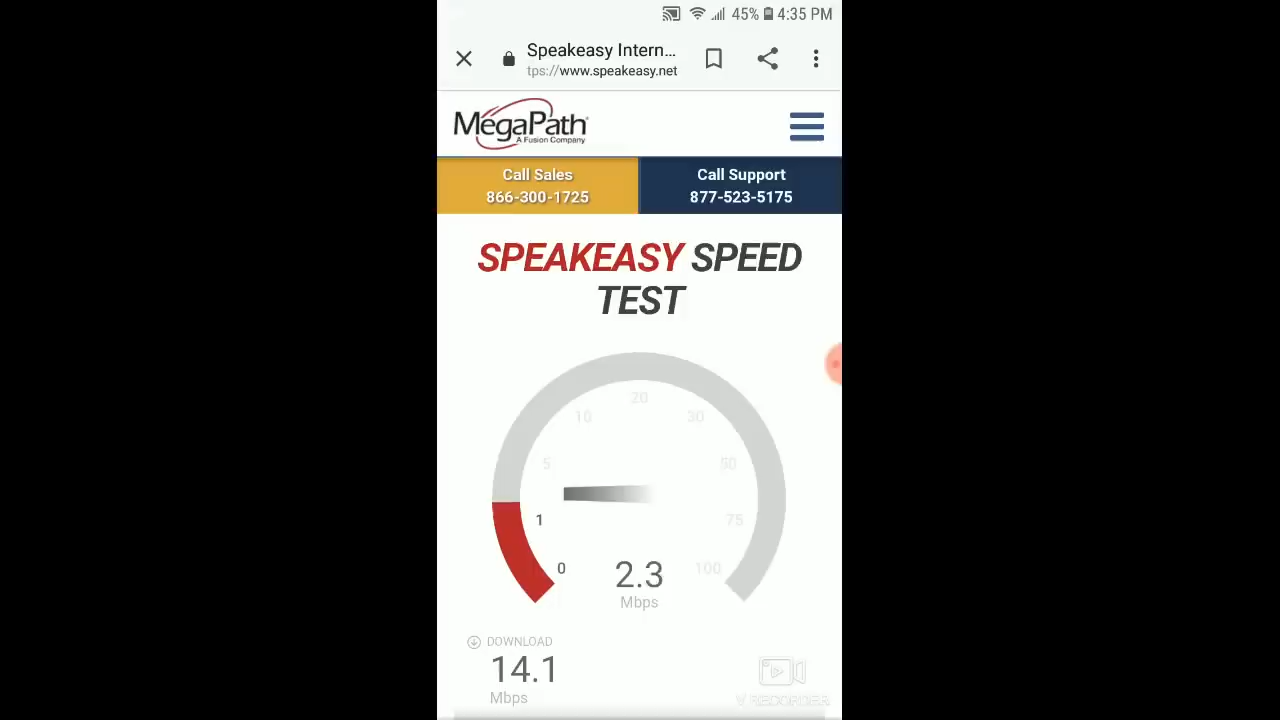 45% 4:35 PM
Speakeasy Intern...
tps://www.speakeasy.net
MegaPath
A Fusion Company
Call Sales
866-300-1725
Call Support
877-523-5175
SPEAKEASY SPEED
TEST
20
10 30
5 50
1 75
0 100
2.3
Mbps
DOWNLOAD
14.1
Mbps
V RECORDER